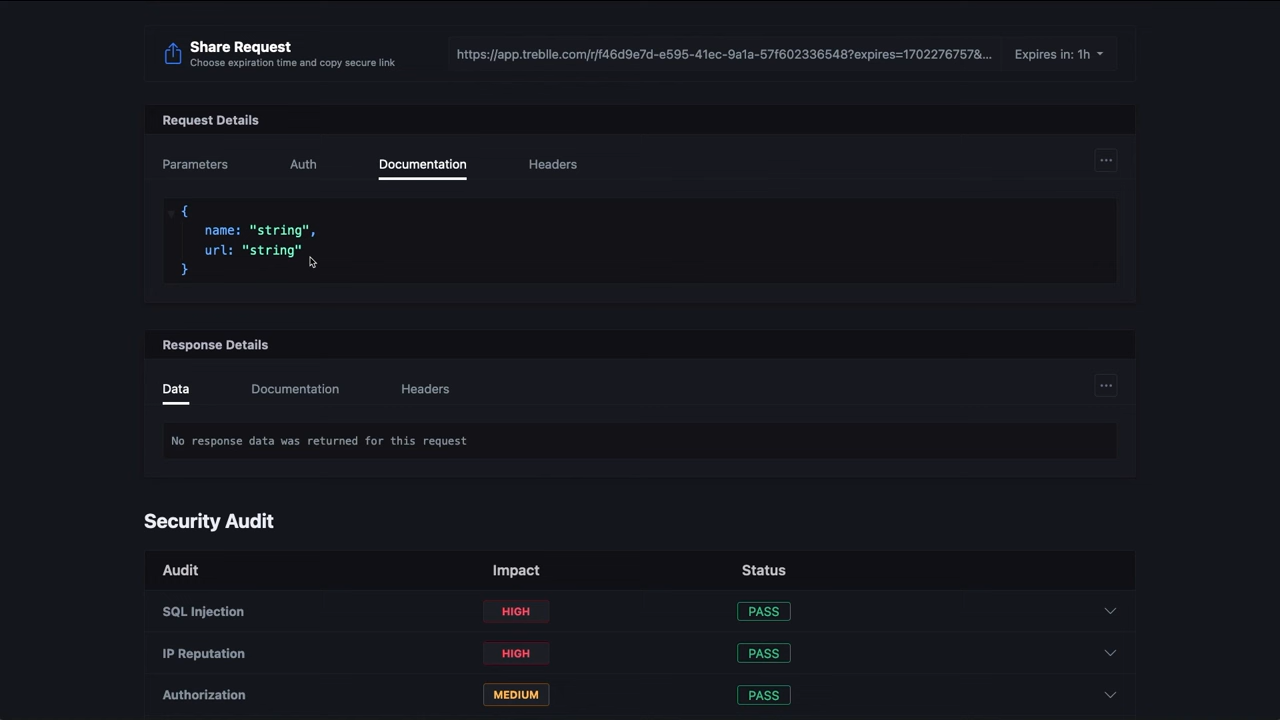 Share Request
Choose expiration time and copy secure link
https://app.treblle.com/r/f46d9e7d-e595-41ec-9a1a-57f602336548?expires=1702276757&...
Expires in: 1h
Request Details
Parameters Auth Documentation Headers
{
name: "string",
url: "string"
}
Response Details
Data Documentation Headers
No response data was returned for this request
Security Audit
Audit Impact Status
SQL Injection HIGH PASS
IP Reputation HIGH PASS
Authorization MEDIUM PASS